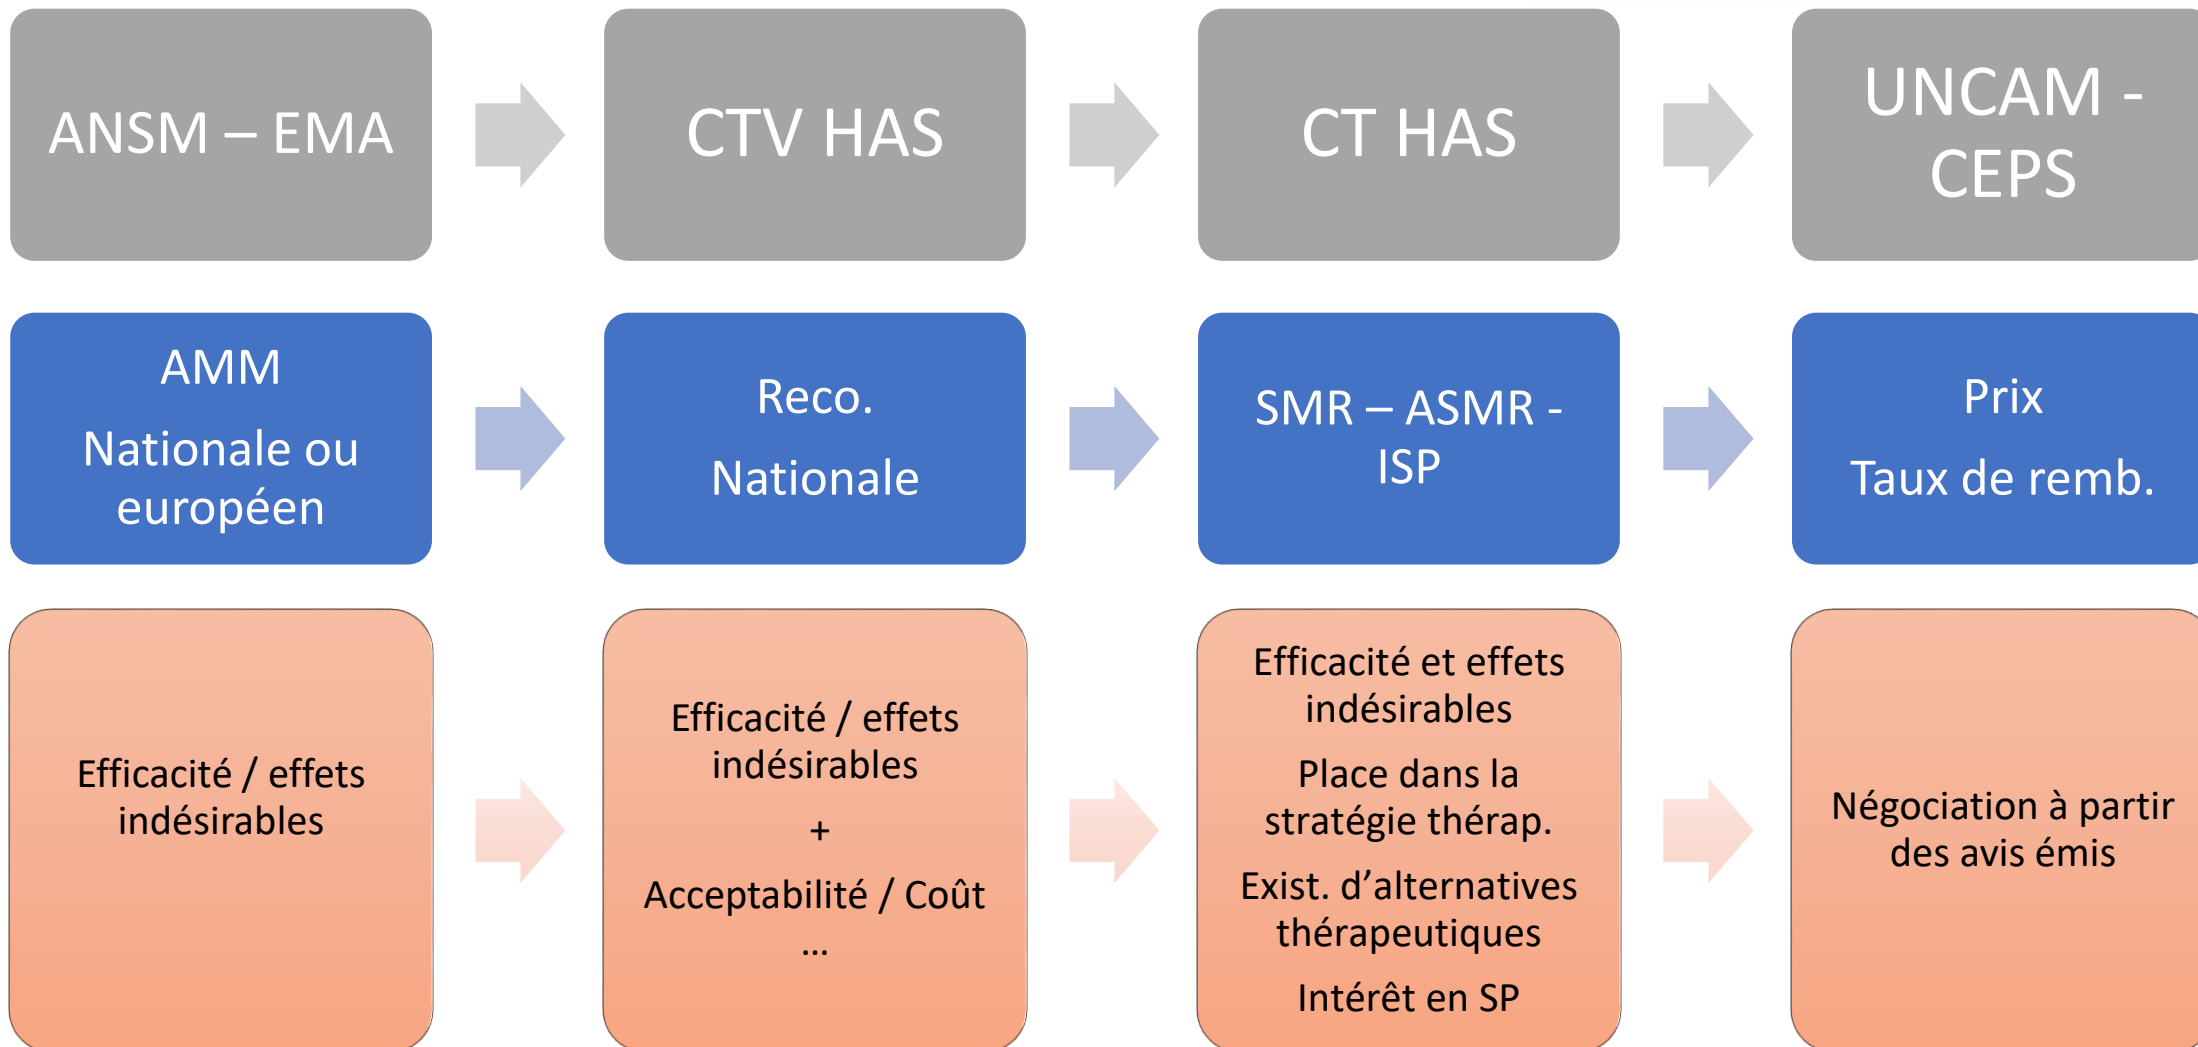 ANSM – EMA
CTV HAS
CT HAS
UNCAM -
CEPS
AMM
Nationale ou
européen
Reco.
Nationale
SMR – ASMR -
ISP
Prix
Taux de remb.
Efficacité / effets
indésirables
Efficacité / effets
indésirables
+
Acceptabilité / Coût
...
Efficacité et effets
indésirables
Place dans la
stratégie thérap.
Exist. d’alternatives
thérapeutiques
Intérêt en SP
Négociation à partir
des avis émis